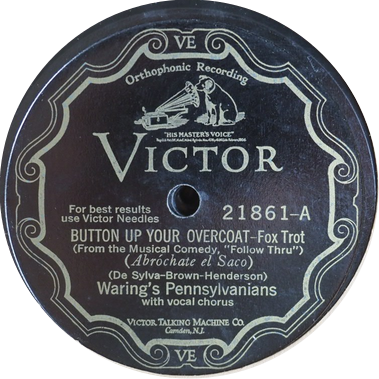 VE
Orthophonic Recording
"HIS MASTER'S VOICE"
VICTOR
For best results
use Victor Needles
21861-A
BUTTON UP YOUR OVERCOAT-Fox Trot
(From the Musical Comedy, "Follow Thru")
(Abróchate el Saco)
(De Sylva-Brown-Henderson)
Waring's Pennsylvanians
with vocal chorus
VICTOR TALKING MACHINE CO.
Camden, N.J.
VE